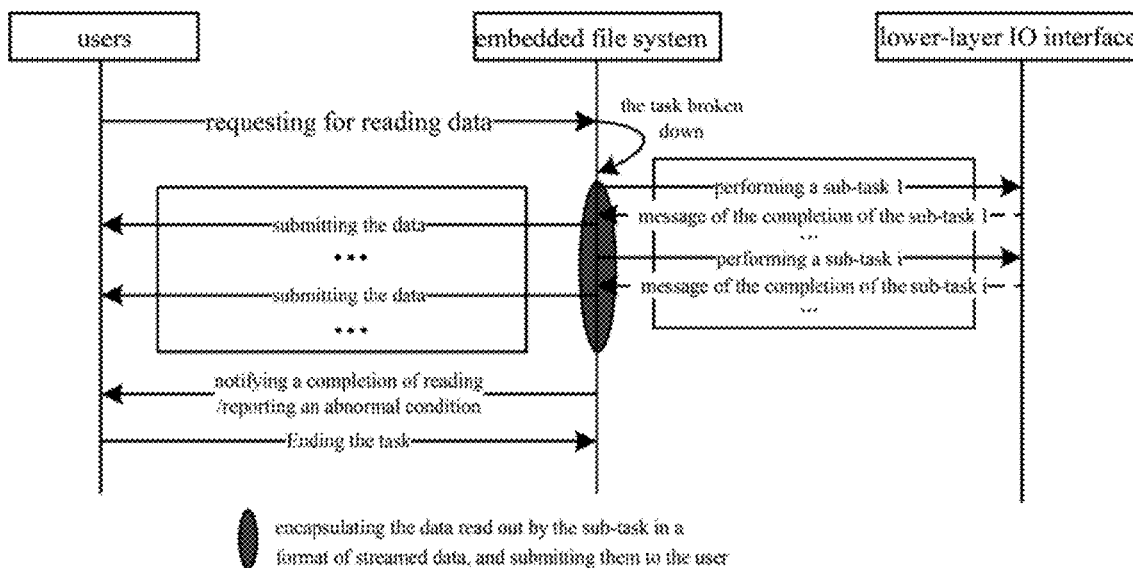 users
embedded file system
lower-layer IO interface
the task broken
down
requesting for reading data
performing a sub-task 1
message of the completion of the sub-task 1
...
submitting the data
...
performing a sub-task i
message of the completion of the sub-task i
...
submitting the data
...
notifying a completion of reading
/reporting an abnormal condition
Ending the task
encapsulating the data read out by the sub-task in a
format of streamed data, and submitting them to the user